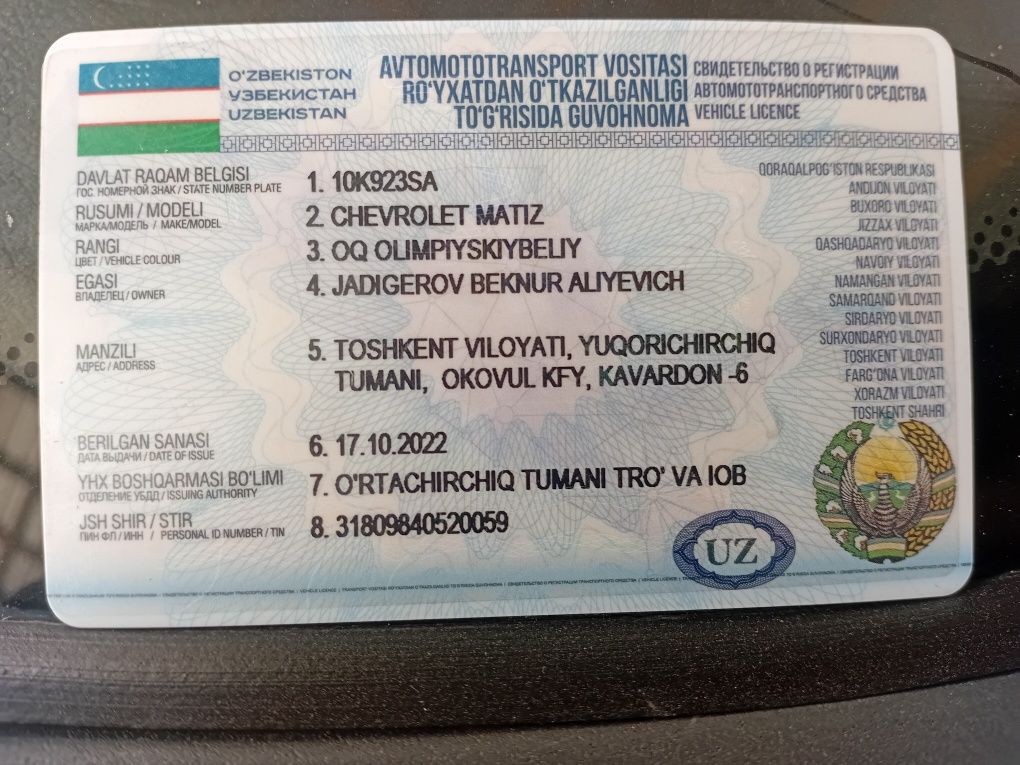 O'ZBEKISTON
УЗБЕКИСТАН
UZBEKISTAN
AVTOMOTOTRANSPORT VOSITASI
RO'YXATDAN O'TKAZILGANLIGI
TO'G'RISIDA GUVOHNOMA
СВИДЕТЕЛЬСТВО О РЕГИСТРАЦИИ
АВТОМОТОТРАНСПОРТНОГО СРЕДСТВА
VEHICLE LICENCE
DAVLAT RAQAM BELGISI
ГОС. НОМЕРНОЙ ЗНАК / STATE NUMBER PLATE
1. 10K923SA
RUSUMI / MODELI
МАРКА/МОДЕЛЬ / MAKE/MODEL
2. CHEVROLET MATIZ
RANGI
ЦВЕТ / VEHICLE COLOUR
3. OQ OLIMPIYSKIYBELIY
EGASI
ВЛАДЕЛЕЦ / OWNER
4. JADIGEROV BEKNUR ALIYEVICH
MANZILI
АДРЕС / ADDRESS
5. TOSHKENT VILOYATI, YUQORICHIRCHIQ
TUMANI, OKOVUL KFY, KAVARDON -6
BERILGAN SANASI
ДАТА ВЫДАЧИ / DATE OF ISSUE
6. 17.10.2022
YHX BOSHQARMASI BO'LIMI
ОТДЕЛЕНИЕ УБДД / ISSUING AUTHORITY
7. O'RTACHIRCHIQ TUMANI TRO' VA IOB
JSH SHIR / STIR
ПИН ФЛ / ИНН / PERSONAL ID NUMBER / TIN
8. 31809840520059
QORAQALPOG'ISTON RESPUBLIKASI
ANDIJON VILOYATI
BUXORO VILOYATI
JIZZAX VILOYATI
QASHQADARYO VILOYATI
NAVOIY VILOYATI
NAMANGAN VILOYATI
SAMARQAND VILOYATI
SIRDARYO VILOYATI
SURXONDARYO VILOYATI
TOSHKENT VILOYATI
FARG'ONA VILOYATI
XORAZM VILOYATI
TOSHKENT SHAHRI
UZ